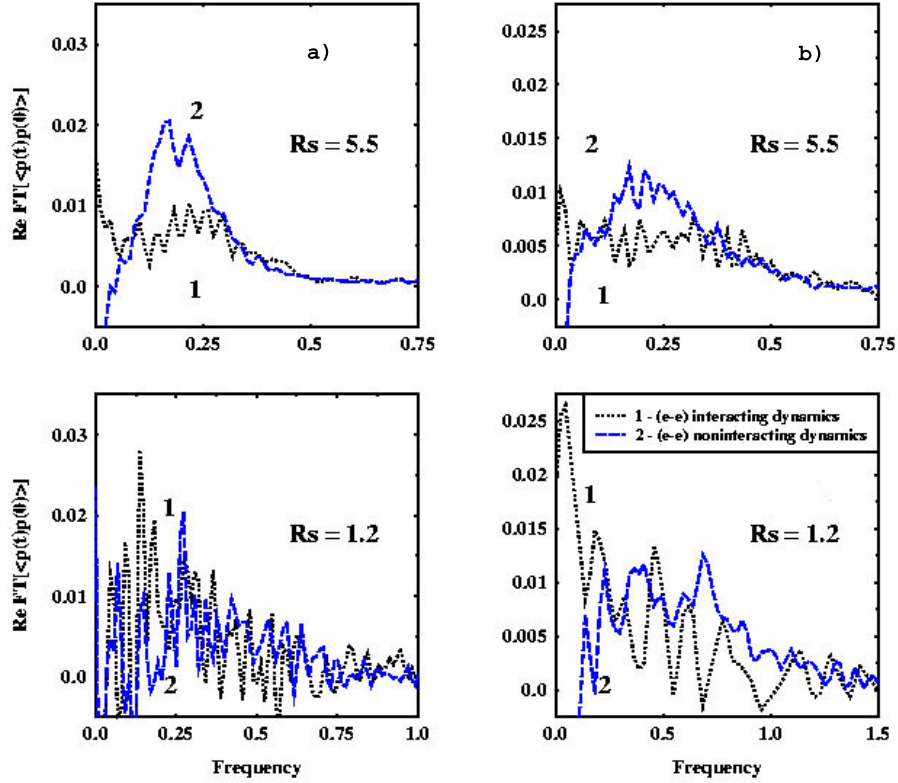 a)
0.03
0.02
0.01
0.0
Re FT[<p(t)p(0)>]
2
Rs = 5.5
1
0.0 0.25 0.5 0.75
b)
0.025
0.02
0.015
0.01
0.005
0.0
2
Rs = 5.5
1
0.0 0.25 0.5 0.75
0.03
0.02
0.01
0.0
Re FT[<p(t)p(0)>]
1
Rs = 1.2
2
0.0 0.25 0.5 0.75 1.0
Frequency
0.025
0.02
0.015
0.01
0.005
0.0
1 - (e-e) interacting dynamics
2 - (e-e) noninteracting dynamics
1
Rs = 1.2
2
0.0 0.5 1.0 1.5
Frequency